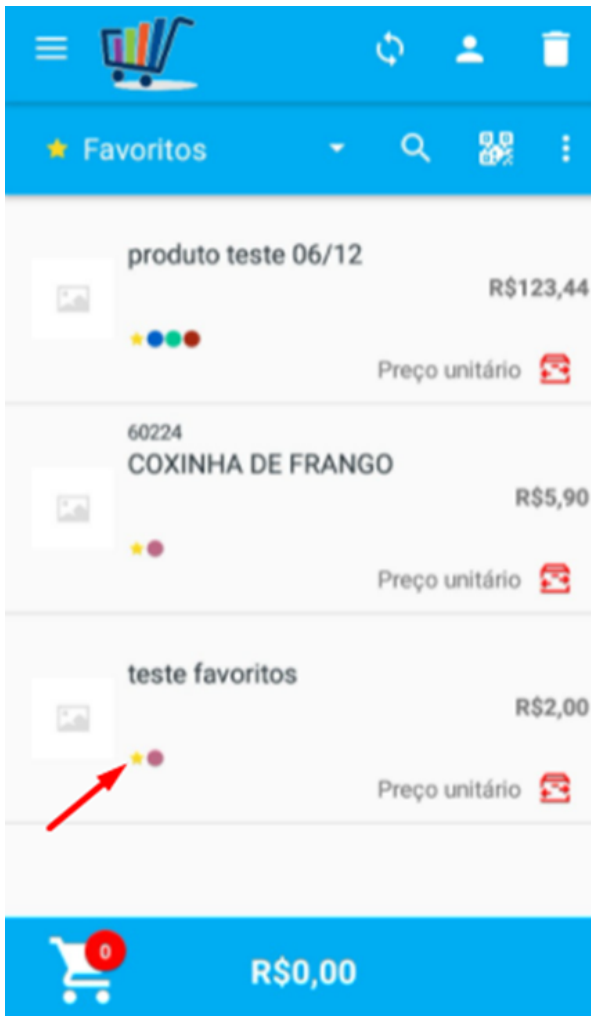 Favoritos
produto teste 06/12
R$123,44
Preço unitário
60224
COXINHA DE FRANGO
R$5,90
Preço unitário
teste favoritos
R$2,00
Preço unitário
0
R$0,00